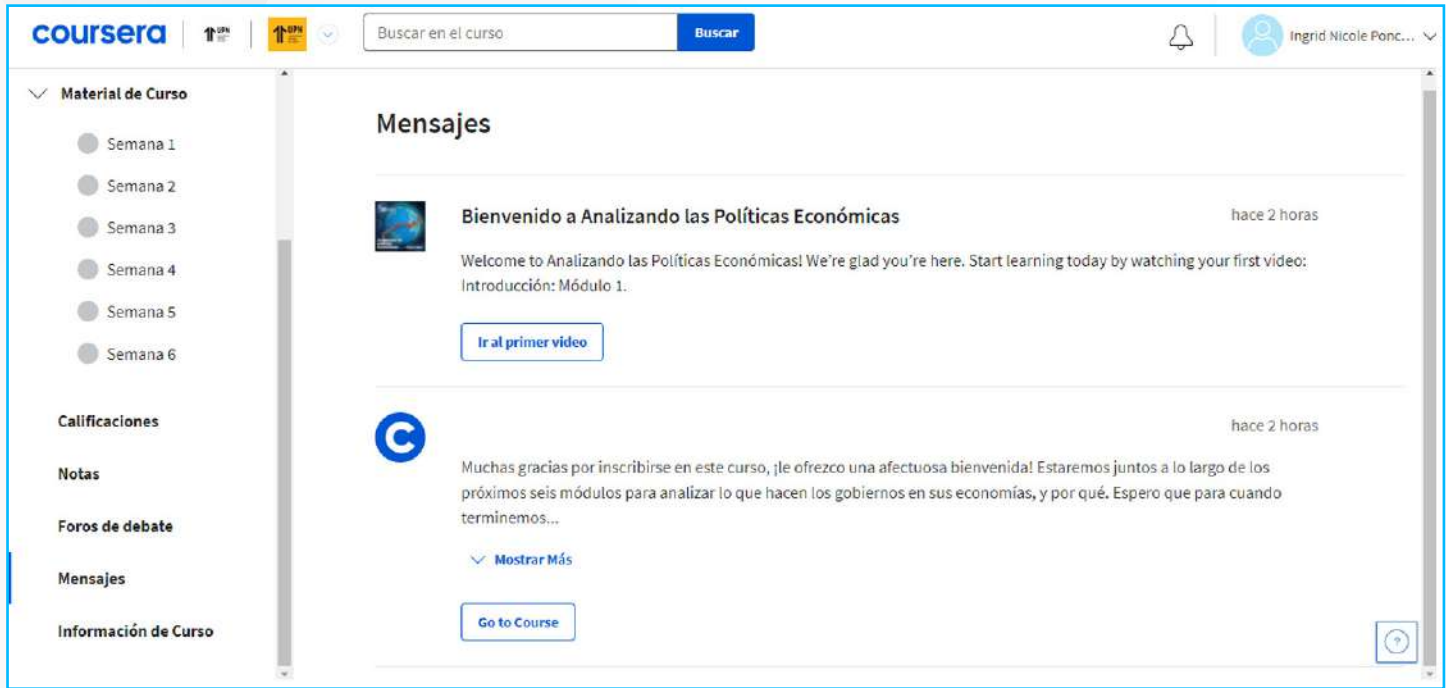 coursera UPN UPN Buscar en el curso Buscar Ingrid Nicole Ponc...
Material de Curso
Semana 1
Semana 2
Semana 3
Semana 4
Semana 5
Semana 6
Calificaciones
Notas
Foros de debate
Mensajes
Información de Curso
Mensajes
Bienvenido a Analizando las Políticas Económicas hace 2 horas
Welcome to Analizando las Políticas Económicas! We're glad you're here. Start learning today by watching your first video:
Introducción: Módulo 1.
Ir al primer video
C hace 2 horas
Muchas gracias por inscribirse en este curso, ¡le ofrezco una afectuosa bienvenida! Estaremos juntos a lo largo de los
próximos seis módulos para analizar lo que hacen los gobiernos en sus economías, y por qué. Espero que para cuando
terminemos...
Mostrar Más
Go to Course
?